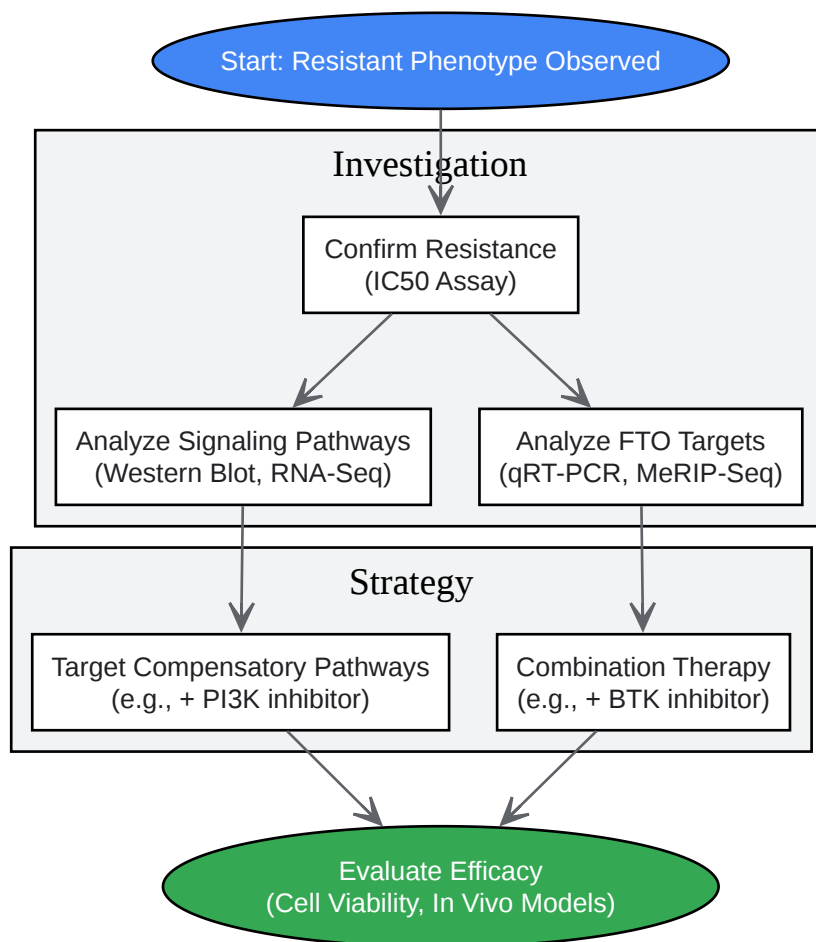 Start: Resistant Phenotype Observed
Investigation
Confirm Resistance
(IC50 Assay)
Analyze Signaling Pathways
(Western Blot, RNA-Seq)
Analyze FTO Targets
(qRT-PCR, MeRIP-Seq)
Strategy
Target Compensatory Pathways
(e.g., + PI3K inhibitor)
Combination Therapy
(e.g., + BTK inhibitor)
Evaluate Efficacy
(Cell Viability, In Vivo Models)